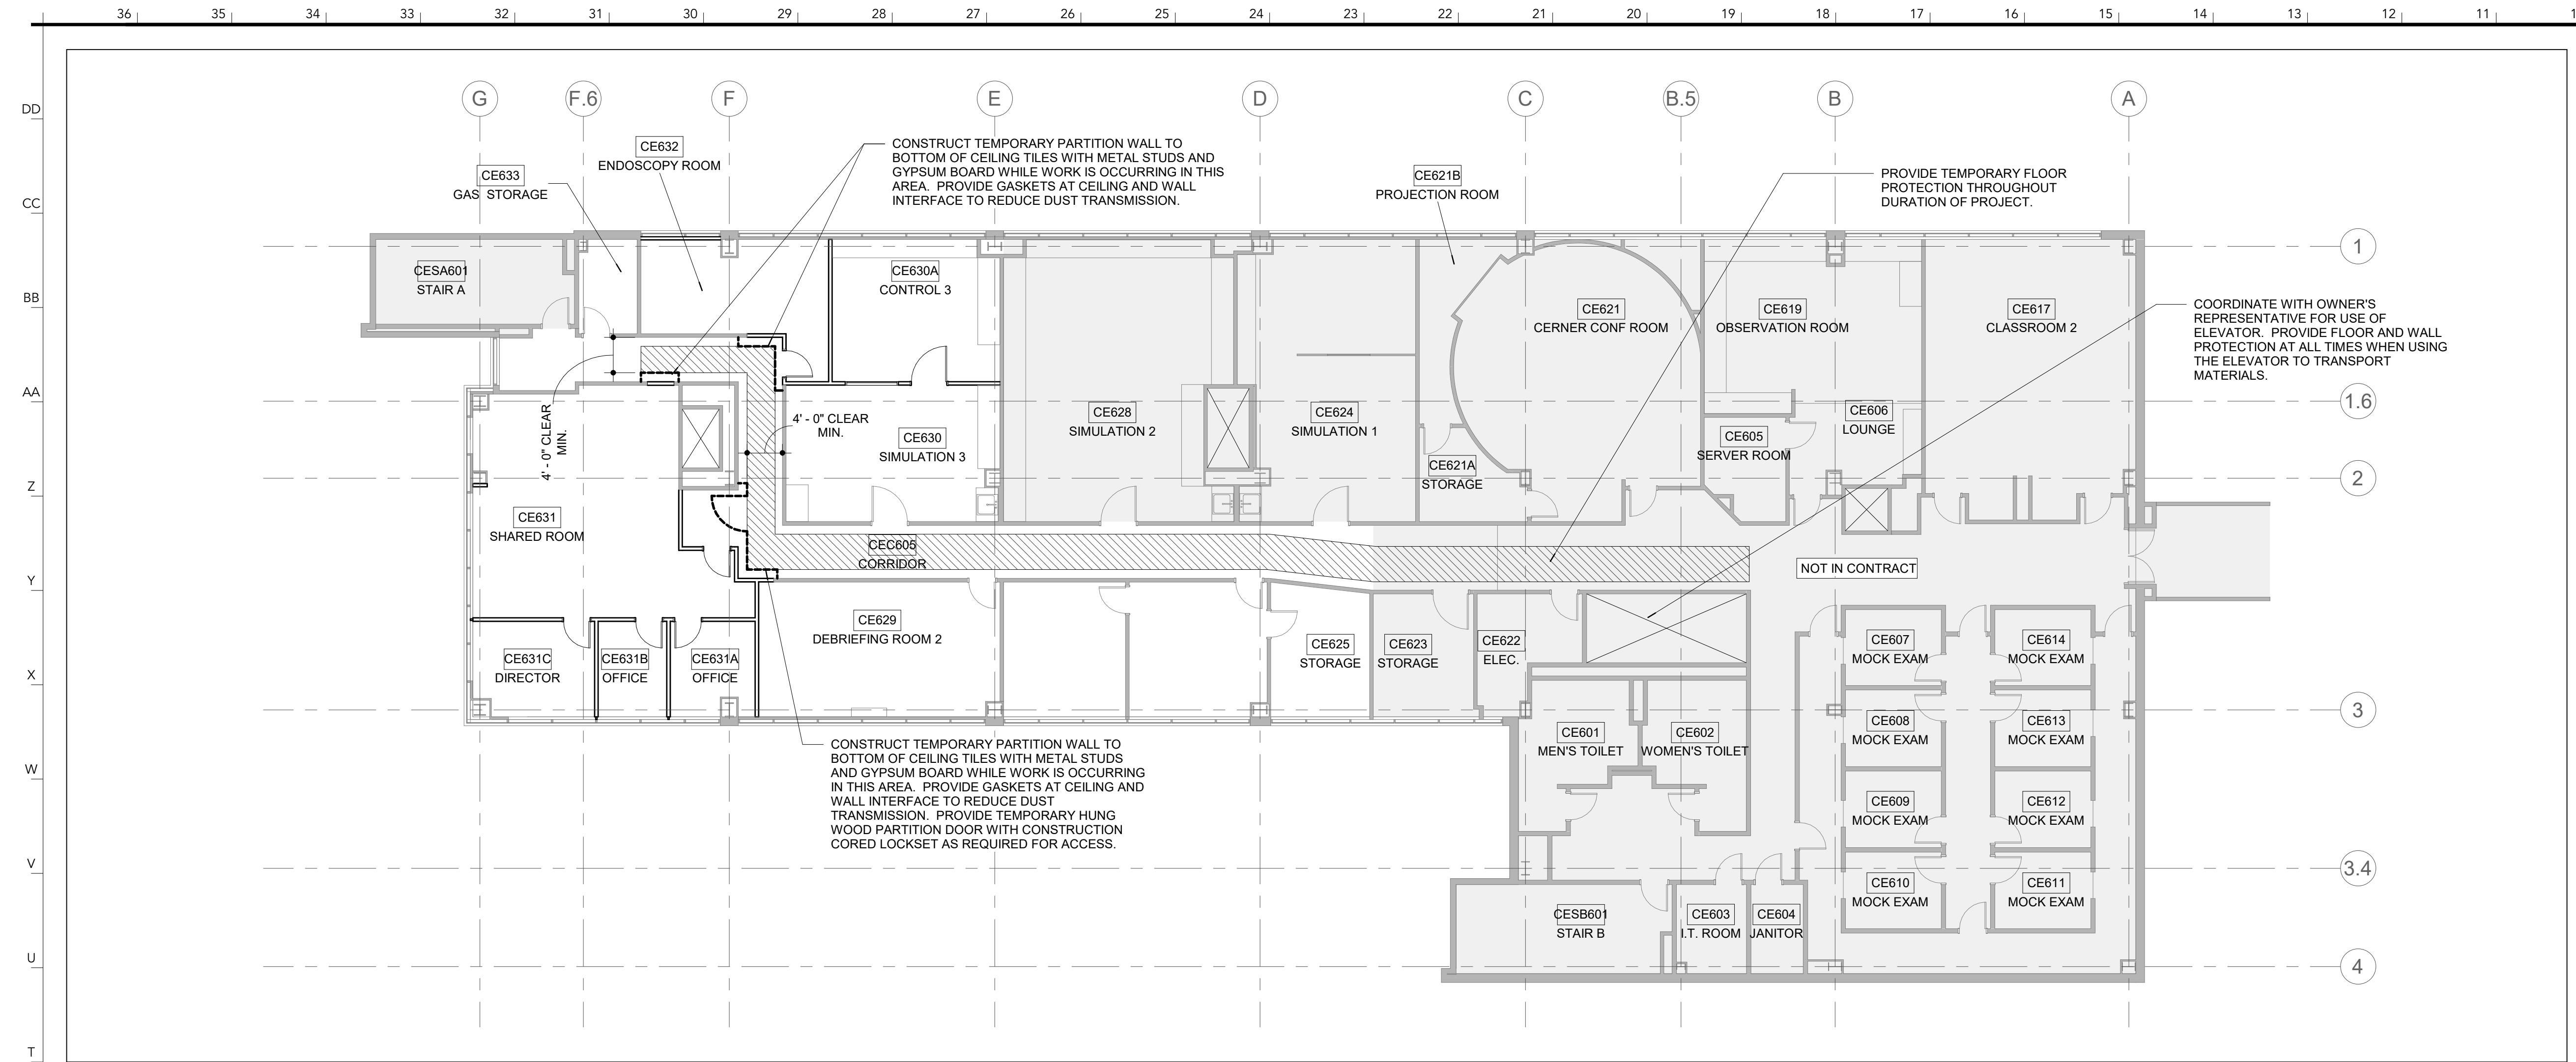 36 35 34 33 32 31 30 29 28 27 26 25 24 23 22 21 20 19 18 17 16 15 14 13 12 11
DD
CC
BB
AA
Z
Y
X
W
V
U
T
G F.6 F E D C B.5 B A
1
1.6
2
3
3.4
4
CE633
GAS STORAGE
CE632
ENDOSCOPY ROOM
CONSTRUCT TEMPORARY PARTITION WALL TO
BOTTOM OF CEILING TILES WITH METAL STUDS AND
GYPSUM BOARD WHILE WORK IS OCCURRING IN THIS
AREA. PROVIDE GASKETS AT CEILING AND WALL
INTERFACE TO REDUCE DUST TRANSMISSION.
CE621B
PROJECTION ROOM
PROVIDE TEMPORARY FLOOR
PROTECTION THROUGHOUT
DURATION OF PROJECT.
COORDINATE WITH OWNER'S
REPRESENTATIVE FOR USE OF
ELEVATOR. PROVIDE FLOOR AND WALL
PROTECTION AT ALL TIMES WHEN USING
THE ELEVATOR TO TRANSPORT
MATERIALS.
CESA601
STAIR A
CE630A
CONTROL 3
CE621
CERNER CONF ROOM
CE619
OBSERVATION ROOM
CE617
CLASSROOM 2
4' - 0" CLEAR
MIN.
4' - 0" CLEAR
MIN.
CE630
SIMULATION 3
CE628
SIMULATION 2
CE624
SIMULATION 1
CE621A
STORAGE
CE605
SERVER ROOM
CE606
LOUNGE
CE631
SHARED ROOM
CEC605
CORRIDOR
NOT IN CONTRACT
CE631C
DIRECTOR
CE631B
OFFICE
CE631A
OFFICE
CE629
DEBRIEFING ROOM 2
CE625
STORAGE
CE623
STORAGE
CE622
ELEC.
CE607
MOCK EXAM
CE614
MOCK EXAM
CE608
MOCK EXAM
CE613
MOCK EXAM
CE601
MEN'S TOILET
CE602
WOMEN'S TOILET
CE609
MOCK EXAM
CE612
MOCK EXAM
CE610
MOCK EXAM
CE611
MOCK EXAM
CONSTRUCT TEMPORARY PARTITION WALL TO
BOTTOM OF CEILING TILES WITH METAL STUDS
AND GYPSUM BOARD WHILE WORK IS OCCURRING
IN THIS AREA. PROVIDE GASKETS AT CEILING AND
WALL INTERFACE TO REDUCE DUST
TRANSMISSION. PROVIDE TEMPORARY HUNG
WOOD PARTITION DOOR WITH CONSTRUCTION
CORED LOCKSET AS REQUIRED FOR ACCESS.
CESB601
STAIR B
CE603
I.T. ROOM
CE604
JANITOR